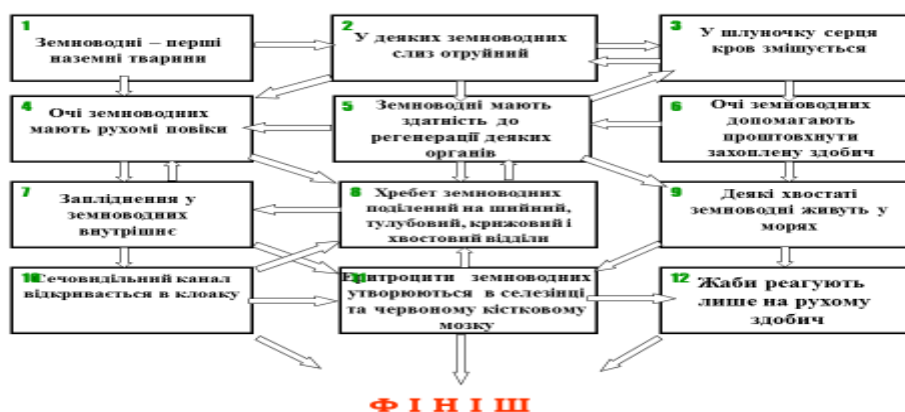 1
Земноводні – перші
наземні тварини
2
У деяких земноводних
слиз отруйний
3
У шлуночку серця
кров змішується
4
Очі земноводних
мають рухомі повіки
5
Земноводні мають
здатність до
регенерації деяких
органів
6
Очі земноводних
допомагають
проштовхнути
захоплену здобич
7
Запліднення у
земноводних
внутрішнє
8
Хребет земноводних
поділений на шийний,
тулубовий, крижовий і
хвостовий відділи
9
Деякі хвостаті
земноводні живуть у
морях
10
Сечовидільний канал
відкривається в клоаку
11
Еритроцити земноводних
утворюються в селезінці
та червоному кістковому
мозку
12
Жаби реагують
лише на рухому
здобич
Ф І Н І Ш